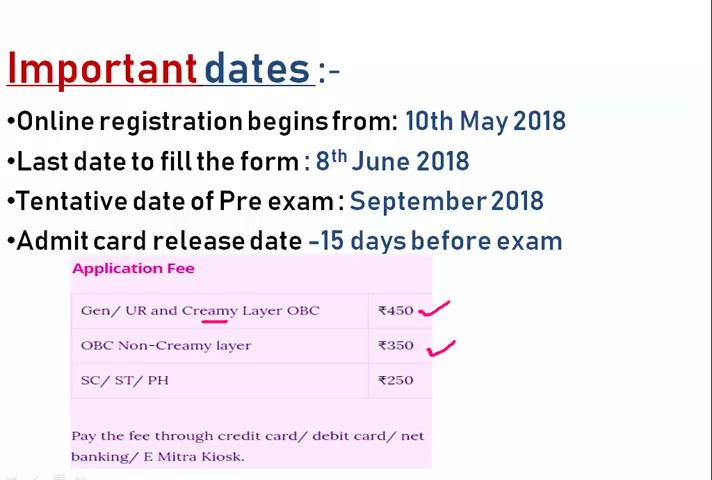 Important dates :-
•Online registration begins from: 10th May 2018
•Last date to fill the form : 8th June 2018
•Tentative date of Pre exam : September 2018
•Admit card release date -15 days before exam
Application Fee
Gen/ UR and Creamy Layer OBC ₹450
OBC Non-Creamy layer ₹350
SC/ ST/ PH ₹250
Pay the fee through credit card/ debit card/ net
banking/ E Mitra Kiosk.